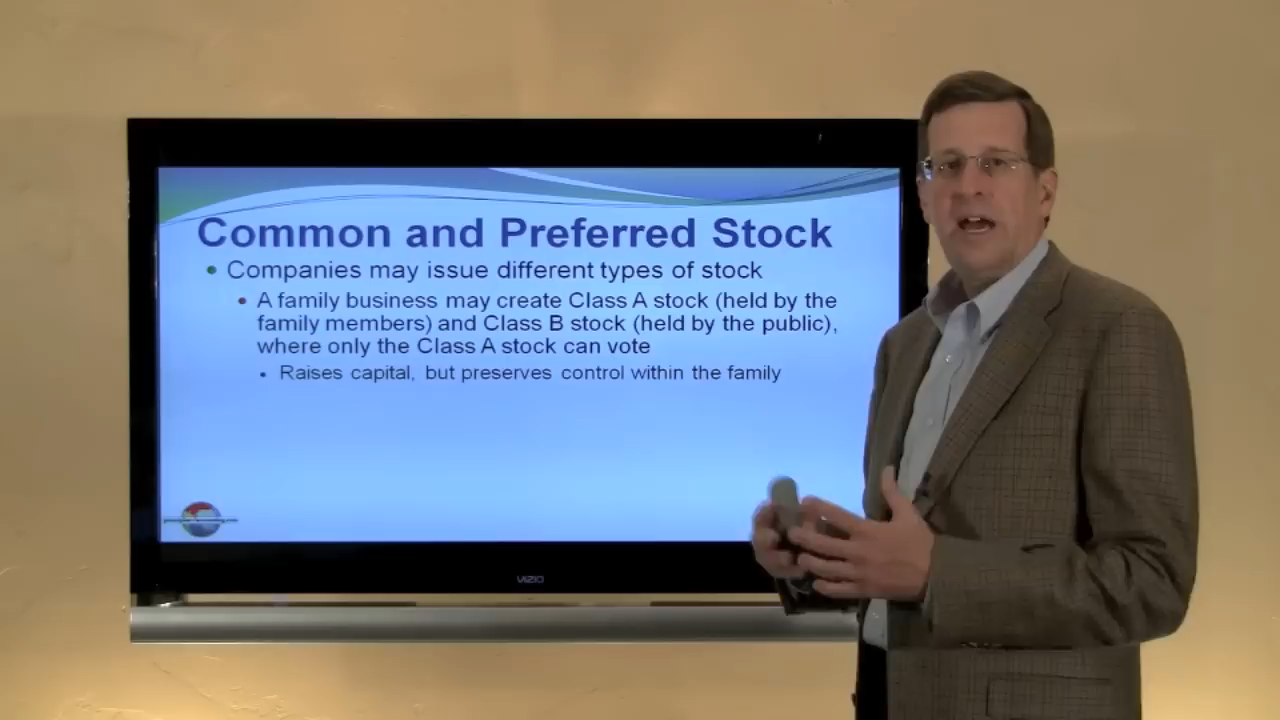 Common and Preferred Stock
• Companies may issue different types of stock
• A family business may create Class A stock (held by the
family members) and Class B stock (held by the public),
where only the Class A stock can vote
• Raises capital, but preserves control within the family
VIZIO